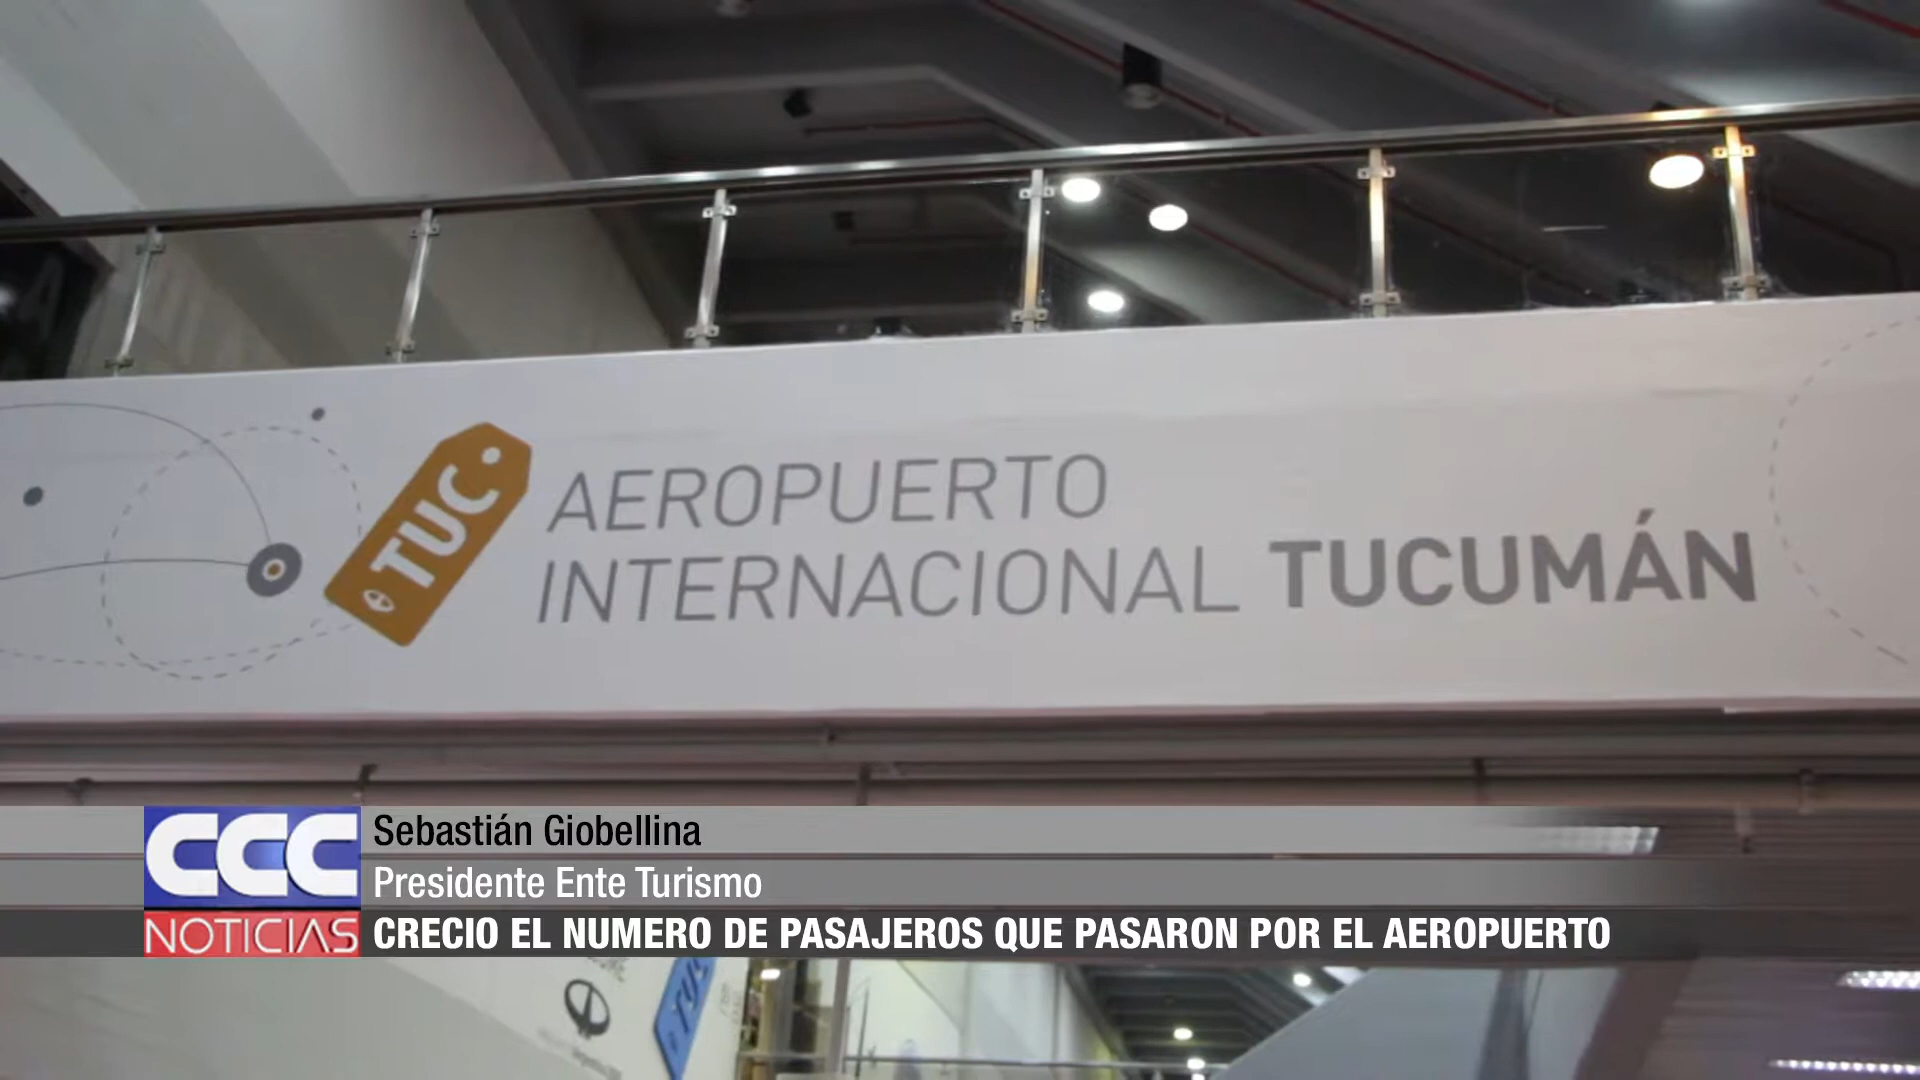 TUC
AEROPUERTO
INTERNACIONAL TUCUMÁN
CCC
NOTICIAS
Sebastián Giobellina
Presidente Ente Turismo
CRECIO EL NUMERO DE PASAJEROS QUE PASARON POR EL AEROPUERTO
TUC